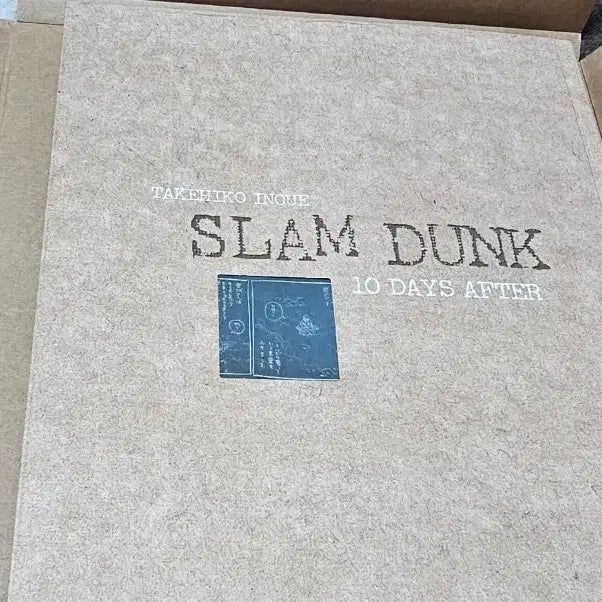 TAKEHIKO INOUE
SLAM DUNK
10 DAYS AFTER